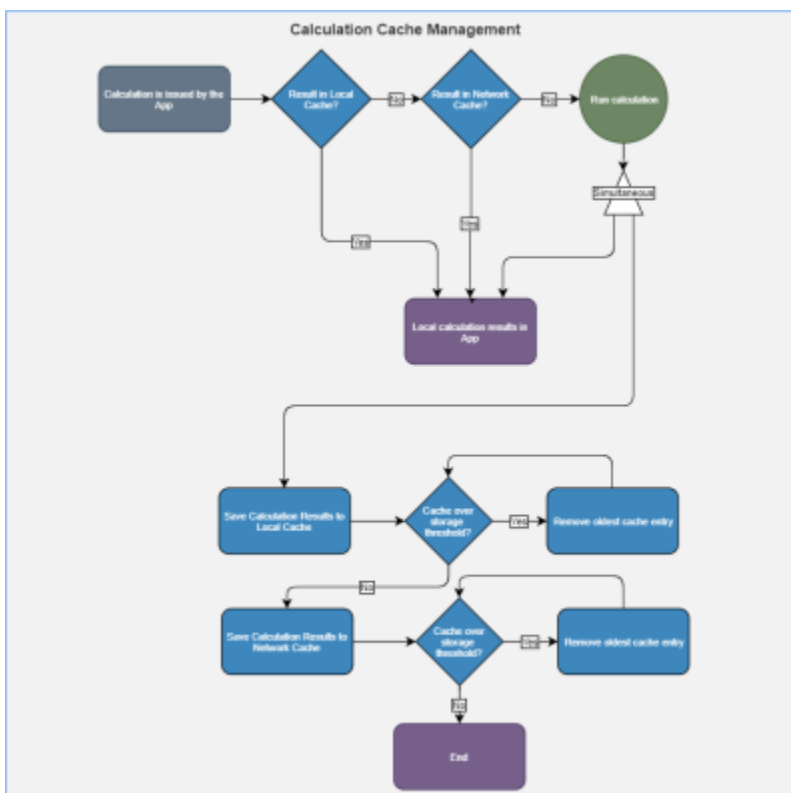 Calculation Cache Management
Calculation is issued by the
App
Result in Local
Cache?
No
Result in Network
Cache?
No
Run calculation
Simultaneous
Yes
Yes
Local calculation results in
App
Save Calculation Results to
Local Cache
Cache over
storage
threshold?
Yes
Remove oldest cache entry
No
Save Calculation Results to
Network Cache
Cache over
storage
threshold?
Yes
Remove oldest cache entry
No
End